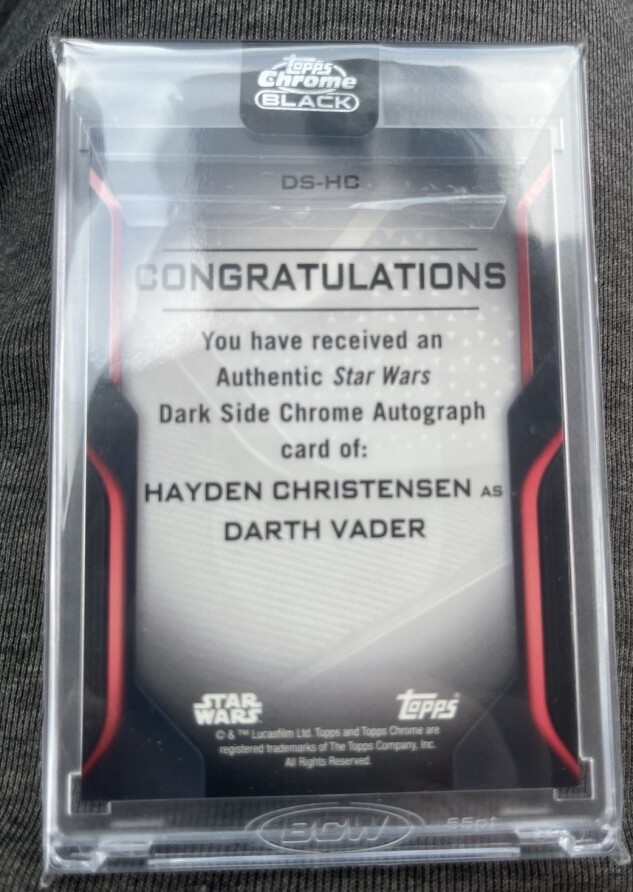 Topps
Chrome
BLACK
DS-HC
CONGRATULATIONS
You have received an
Authentic Star Wars
Dark Side Chrome Autograph
card of:
HAYDEN CHRISTENSEN AS
DARTH VADER
STAR
WARS
Topps®
© & ™ Lucasfilm Ltd. Topps and Topps Chrome are
registered trademarks of The Topps Company, Inc.
All Rights Reserved.
BCW 55pt